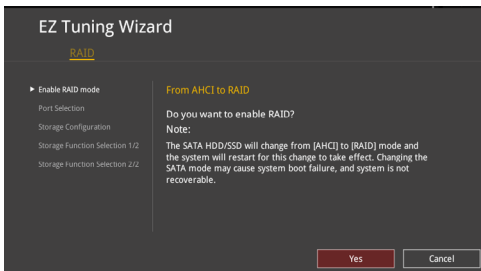 EZ Tuning Wizard
RAID
Enable RAID mode
Port Selection
Storage Configuration
Storage Function Selection 1/2
Storage Function Selection 2/2
From AHCI to RAID
Do you want to enable RAID?
Note:
The SATA HDD/SSD will change from [AHCI] to [RAID] mode and
the system will restart for this change to take effect. Changing the
SATA mode may cause system boot failure, and system is not
recoverable.
Yes
Cancel